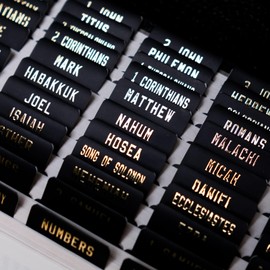 1 JOHN
TITUS
2 CORINTHIANS
MARK
HABAKKUK
JOEL
ISAIAH
NUMBERS
PHILEMON
1 CORINTHIANS
MATTHEW
NAHUM
HOSEA
SONG OF SOLOMON
NEHEMIAH
JOHN
ROMANS
MALACHI
MICAH
DANIEL
ECCLESIASTES